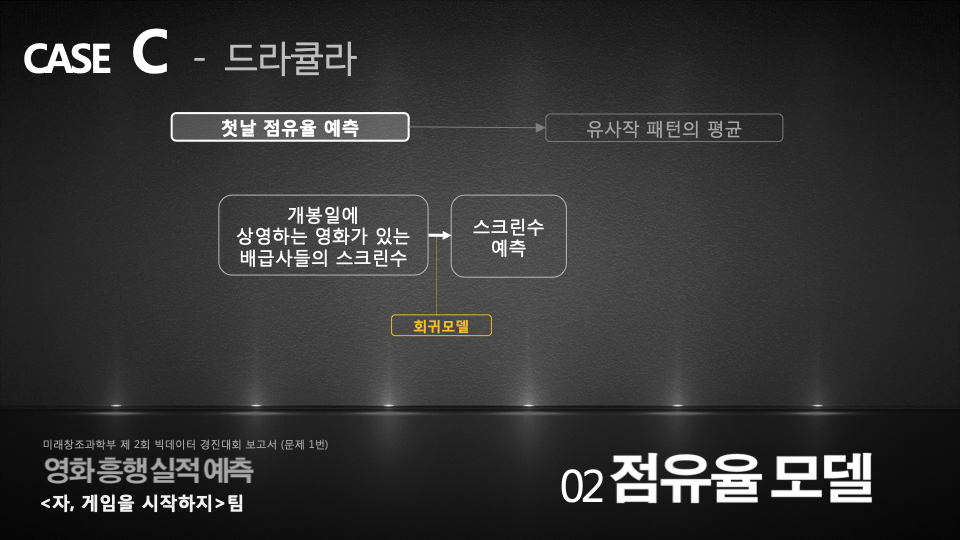 CASE C - 드라큘라
첫날 점유율 예측
유사작 패턴의 평균
개봉일에
상영하는 영화가 있는
배급사들의 스크린수
스크린수
예측
회귀모델
미래창조과학부 제 2회 빅데이터 경진대회 보고서 (문제 1번)
영화 흥행 실적 예측
<자, 게임을 시작하지>팀
02 점유율 모델